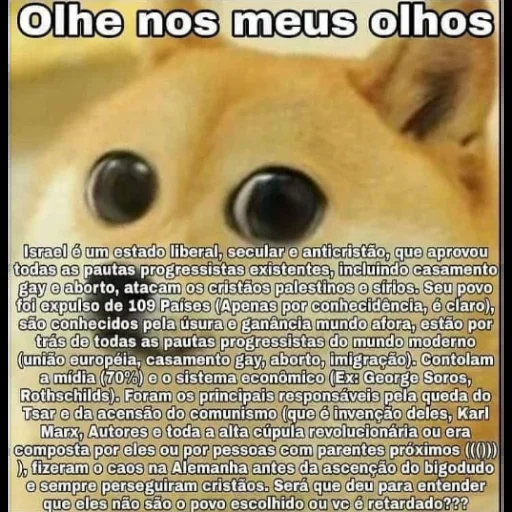 Olhe nos meus olhos
Israel é um estado liberal, secular e anticristão, que aprovou
todas as pautas progressistas existentes, incluindo casamento
gay e aborto, atacam os cristãos palestinos e sírios. Seu povo
foi expulso de 109 Países (Apenas por conhecidência, é claro),
são conhecidos pela úsura e ganância mundo afora, estão por
trás de todas as pautas progressistas do mundo moderno
(união européia, casamento gay, aborto, imigração). Contolam
a mídia (70%) e o sistema econômico (Ex: George Soros,
Rothschilds). Foram os principais responsáveis pela queda do
Tsar e da acensão do comunismo (que é invenção deles, Karl
Marx, Autores e toda a alta cúpula revolucionária ou era
composta por eles ou por pessoas com parentes próximos ((()))
), fizeram o caos na Alemanha antes da ascenção do bigodudo
e sempre perseguiram cristãos. Será que deu para entender
que eles não são o povo escolhido ou vc é retardado???